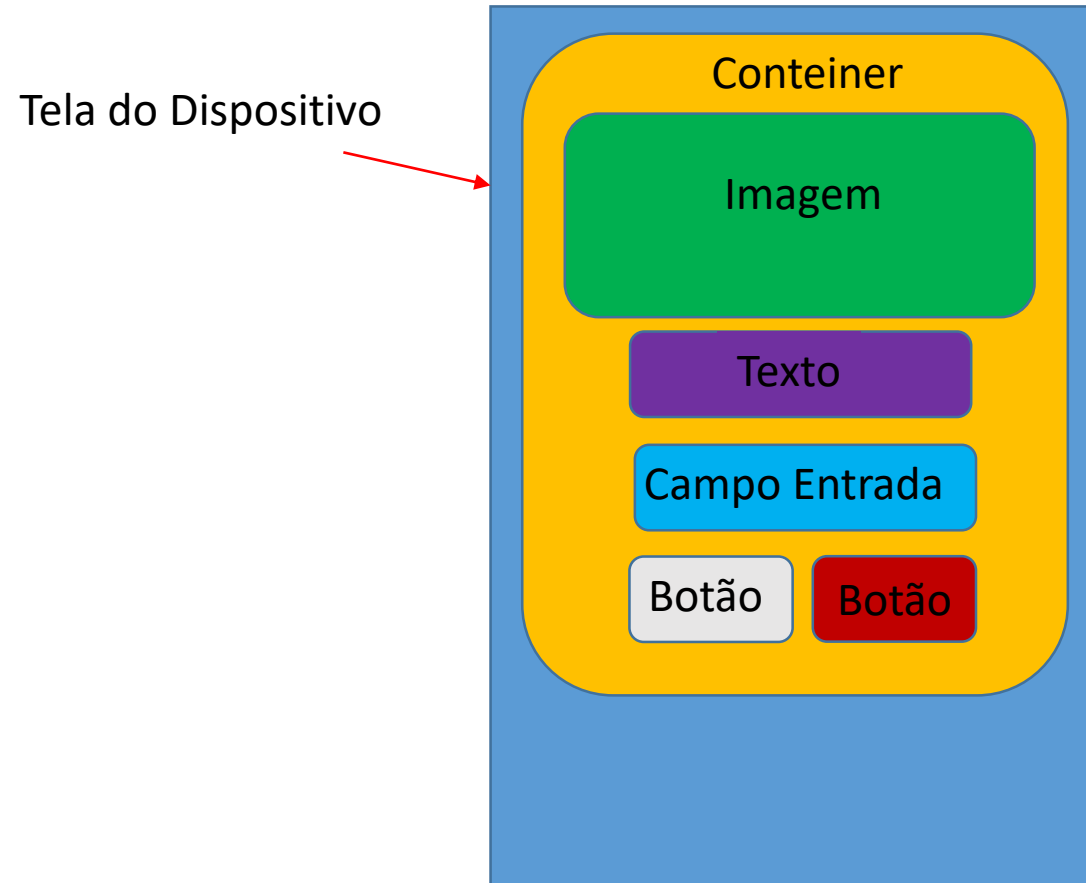 Conteiner
Tela do Dispositivo
Imagem
Texto
Campo Entrada
Botão
Botão